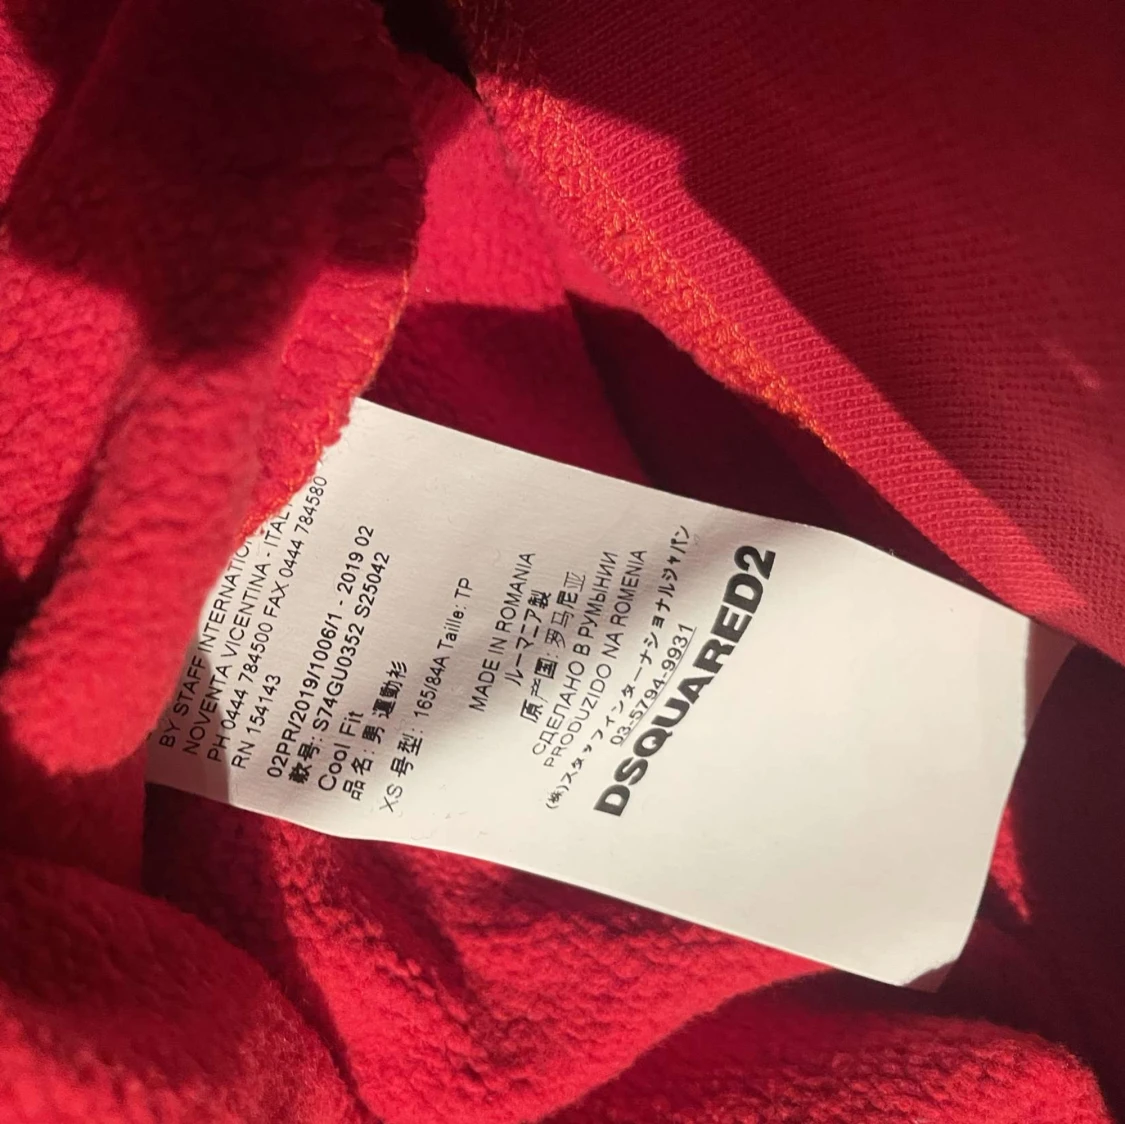 BY STAFF INTERNATIO
NOVENTA VICENTINA - ITAL
PH 0444 784500 FAX 0444 784580
RN 154143
02PR/2019/1006/1 - 2019 02
款号: S74GU0352 S25042
Cool Fit
品名: 男 運動衫
XS 号型: 165/84A Taille: TP
MADE IN ROMANIA
ルーマニア製
原产国: 罗马尼亚
СДЕЛАНО В РУМЫНИИ
PRODUZIDO NA ROMENIA
(株)スタッフインターナショナルジャパン
03-5794-9931
DSQUARED2